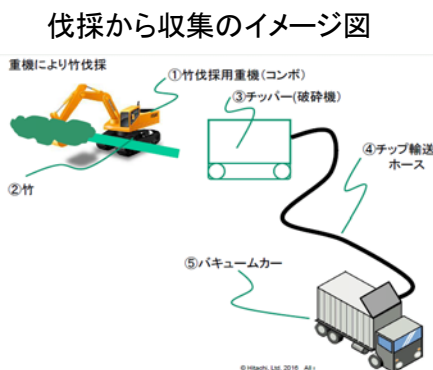 伐採から収集のイメージ図
重機により竹伐採
①竹伐採用重機(コンボ)
③チッパー(破砕機)
④チップ輸送
ホース
②竹
⑤バキュームカー
© Hitachi, Ltd. 2016. All